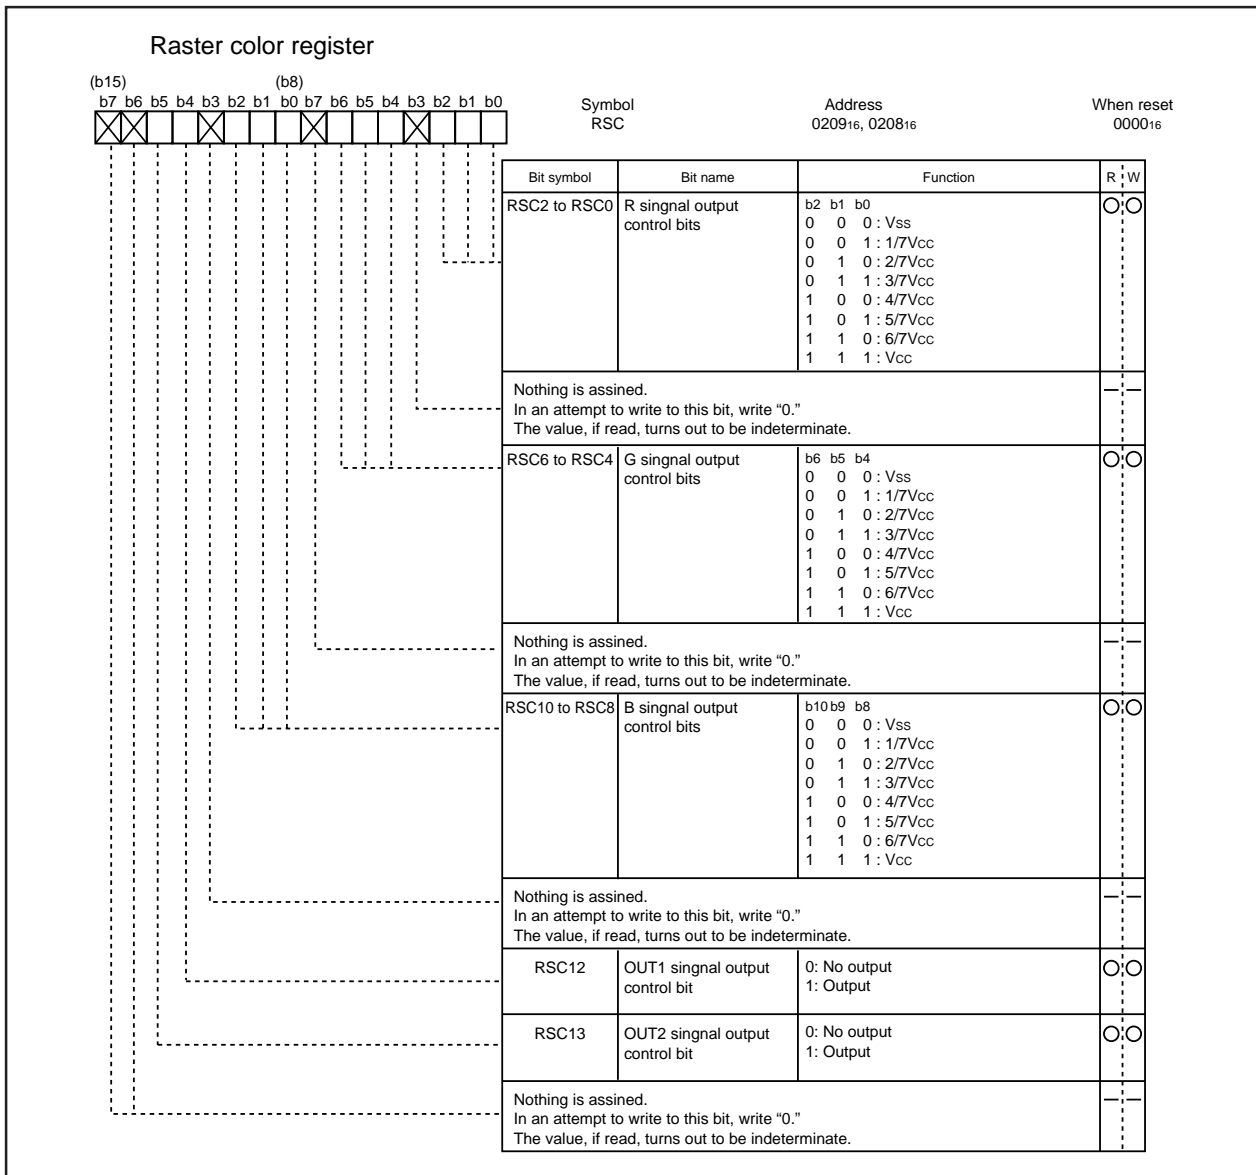 Raster color register
(b15) (b8)
b7 b6 b5 b4 b3 b2 b1 b0 b7 b6 b5 b4 b3 b2 b1 b0
Symbol Address When reset
RSC 020916, 020816 000016
Bit symbol Bit name Function R W
RSC2 to RSC0 R singnal output b2 b1 b0
control bits 0 0 0 : Vss
0 0 1 : 1/7Vcc
0 1 0 : 2/7Vcc
0 1 1 : 3/7Vcc
1 0 0 : 4/7Vcc
1 0 1 : 5/7Vcc
1 1 0 : 6/7Vcc
1 1 1 : Vcc
Nothing is assined.
In an attempt to write to this bit, write “0.”
The value, if read, turns out to be indeterminate.
RSC6 to RSC4 G singnal output b6 b5 b4
control bits 0 0 0 : Vss
0 0 1 : 1/7Vcc
0 1 0 : 2/7Vcc
0 1 1 : 3/7Vcc
1 0 0 : 4/7Vcc
1 0 1 : 5/7Vcc
1 1 0 : 6/7Vcc
1 1 1 : Vcc
Nothing is assined.
In an attempt to write to this bit, write “0.”
The value, if read, turns out to be indeterminate.
RSC10 to RSC8 B singnal output b10 b9 b8
control bits 0 0 0 : Vss
0 0 1 : 1/7Vcc
0 1 0 : 2/7Vcc
0 1 1 : 3/7Vcc
1 0 0 : 4/7Vcc
1 0 1 : 5/7Vcc
1 1 0 : 6/7Vcc
1 1 1 : Vcc
Nothing is assined.
In an attempt to write to this bit, write “0.”
The value, if read, turns out to be indeterminate.
RSC12 OUT1 singnal output 0: No output
control bit 1: Output
RSC13 OUT2 singnal output 0: No output
control bit 1: Output
Nothing is assined.
In an attempt to write to this bit, write “0.”
The value, if read, turns out to be indeterminate.